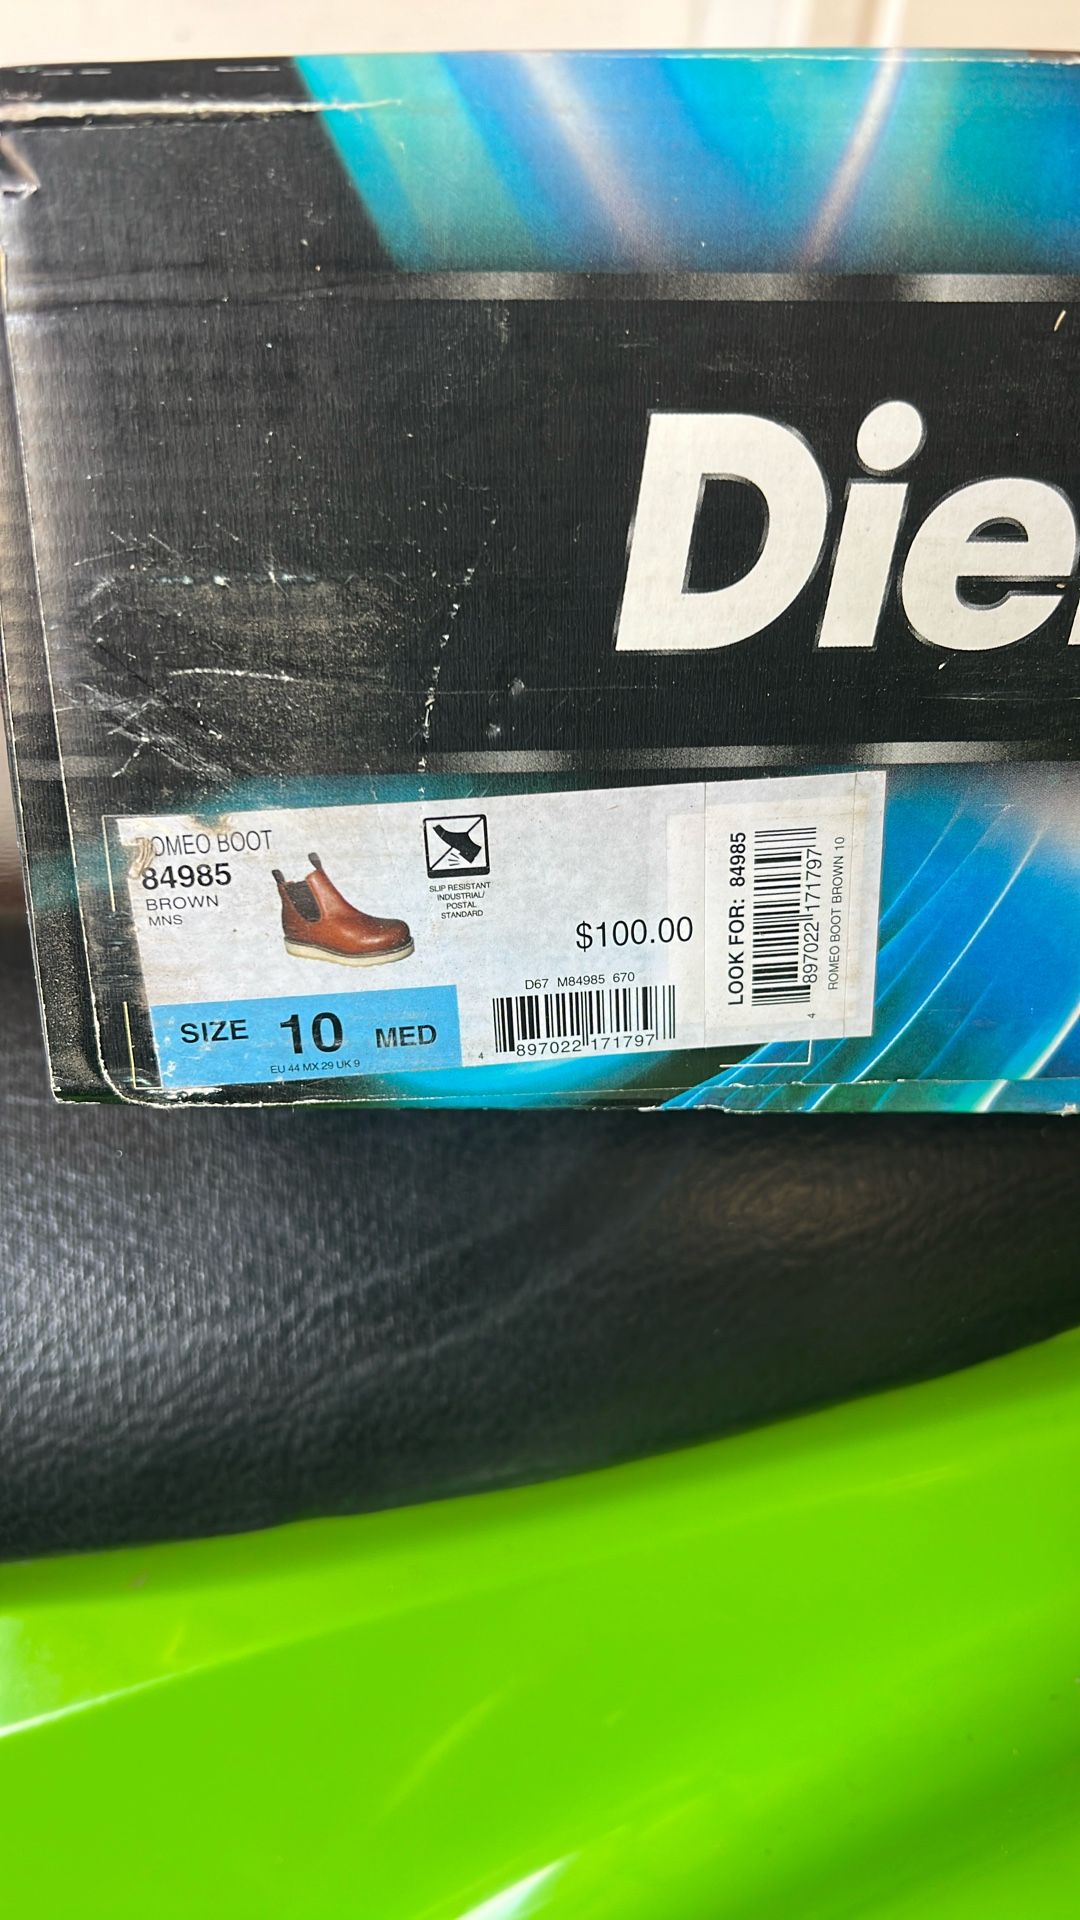 Die
ROMEO BOOT
84985
BROWN
MNS
SLIP RESISTANT
INDUSTRIAL/
POSTAL
STANDARD
$100.00
D67 M84985 670
4 897022 171797
SIZE 10 MED
EU 44 MX 29 UK 9
LOOK FOR: 84985
4 897022 171797
ROMEO BOOT BROWN 10